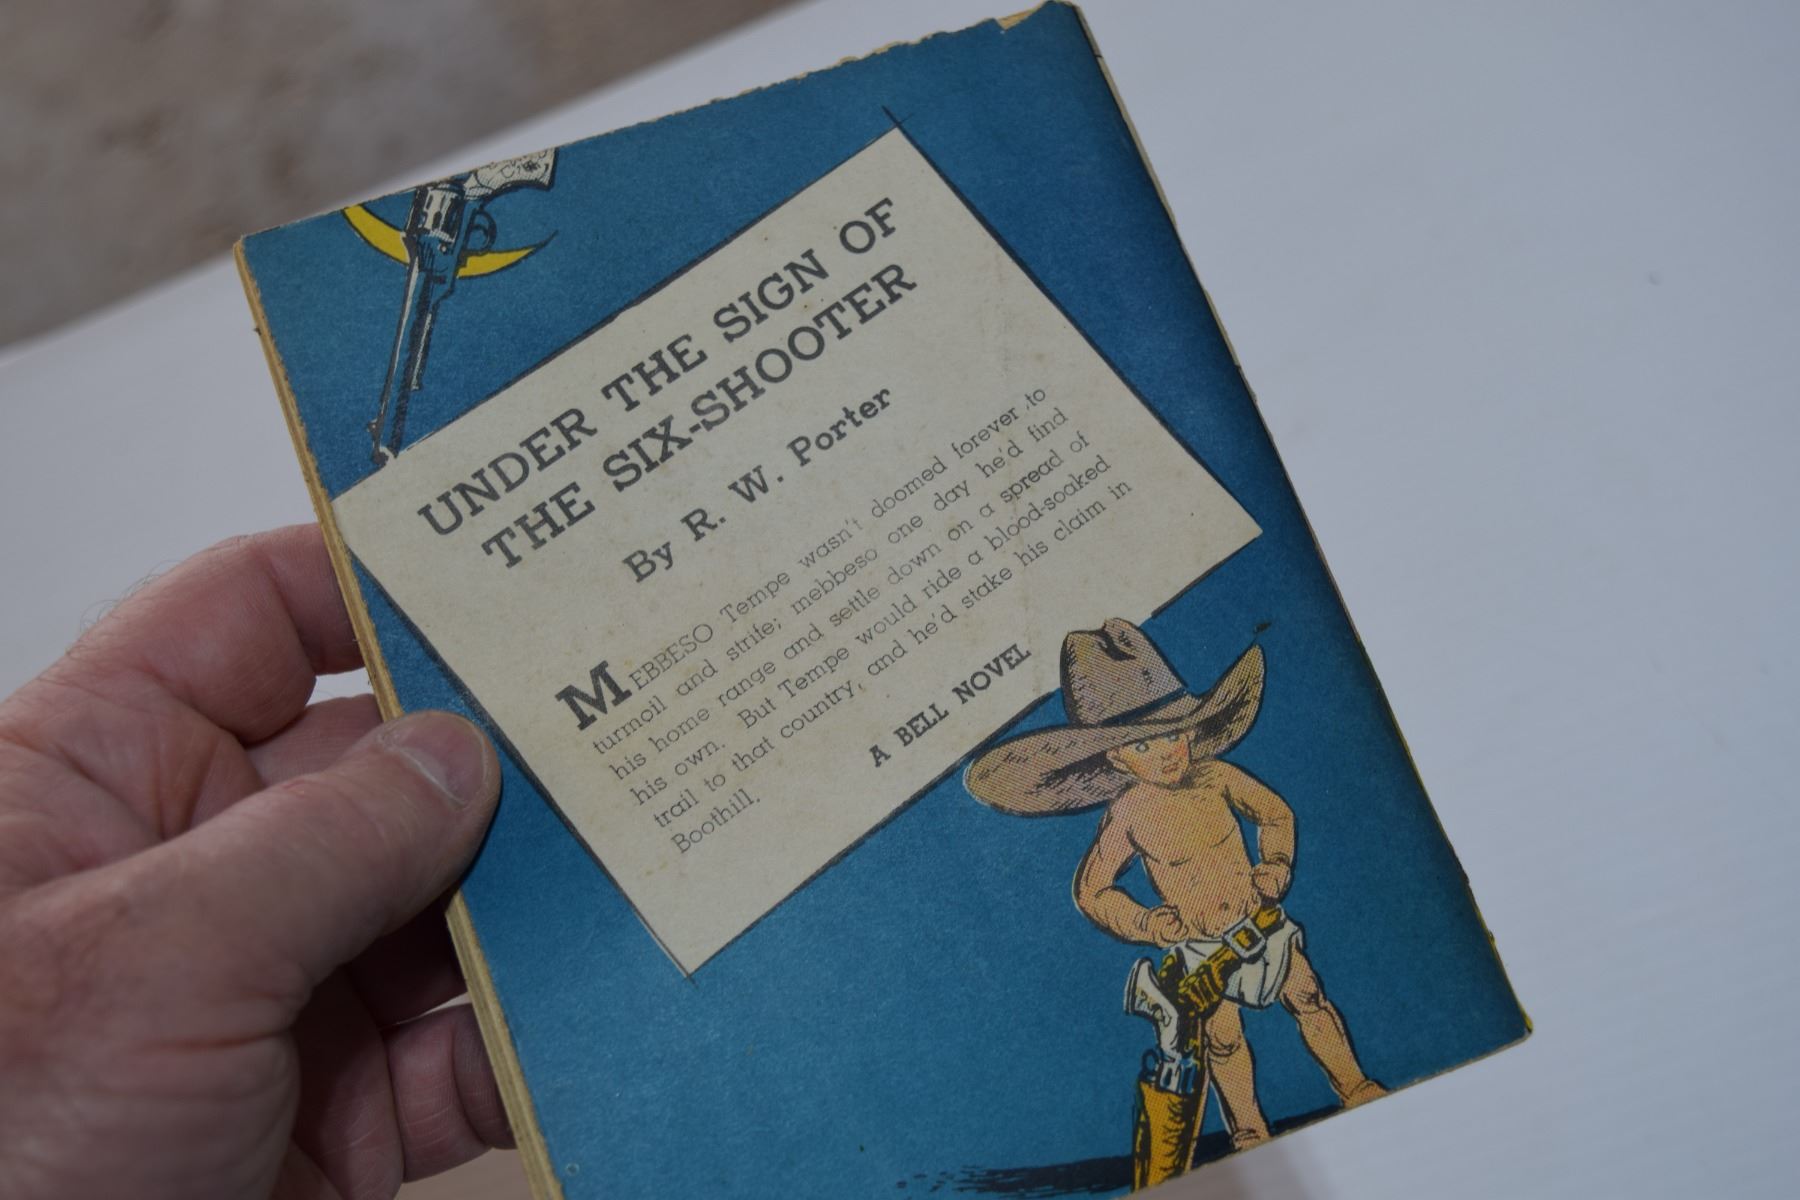 UNDER THE SIGN OF
THE SIX-SHOOTER
By R. W. Porter
MEBBESO Tempe wasn't doomed forever to
turmoil and strife; mebbeso one day he'd find
his home range and settle down on a spread of
his own. But Tempe would ride a blood-soaked
trail to that country, and he'd stake his claim in
Boothill.
A BELL NOVEL